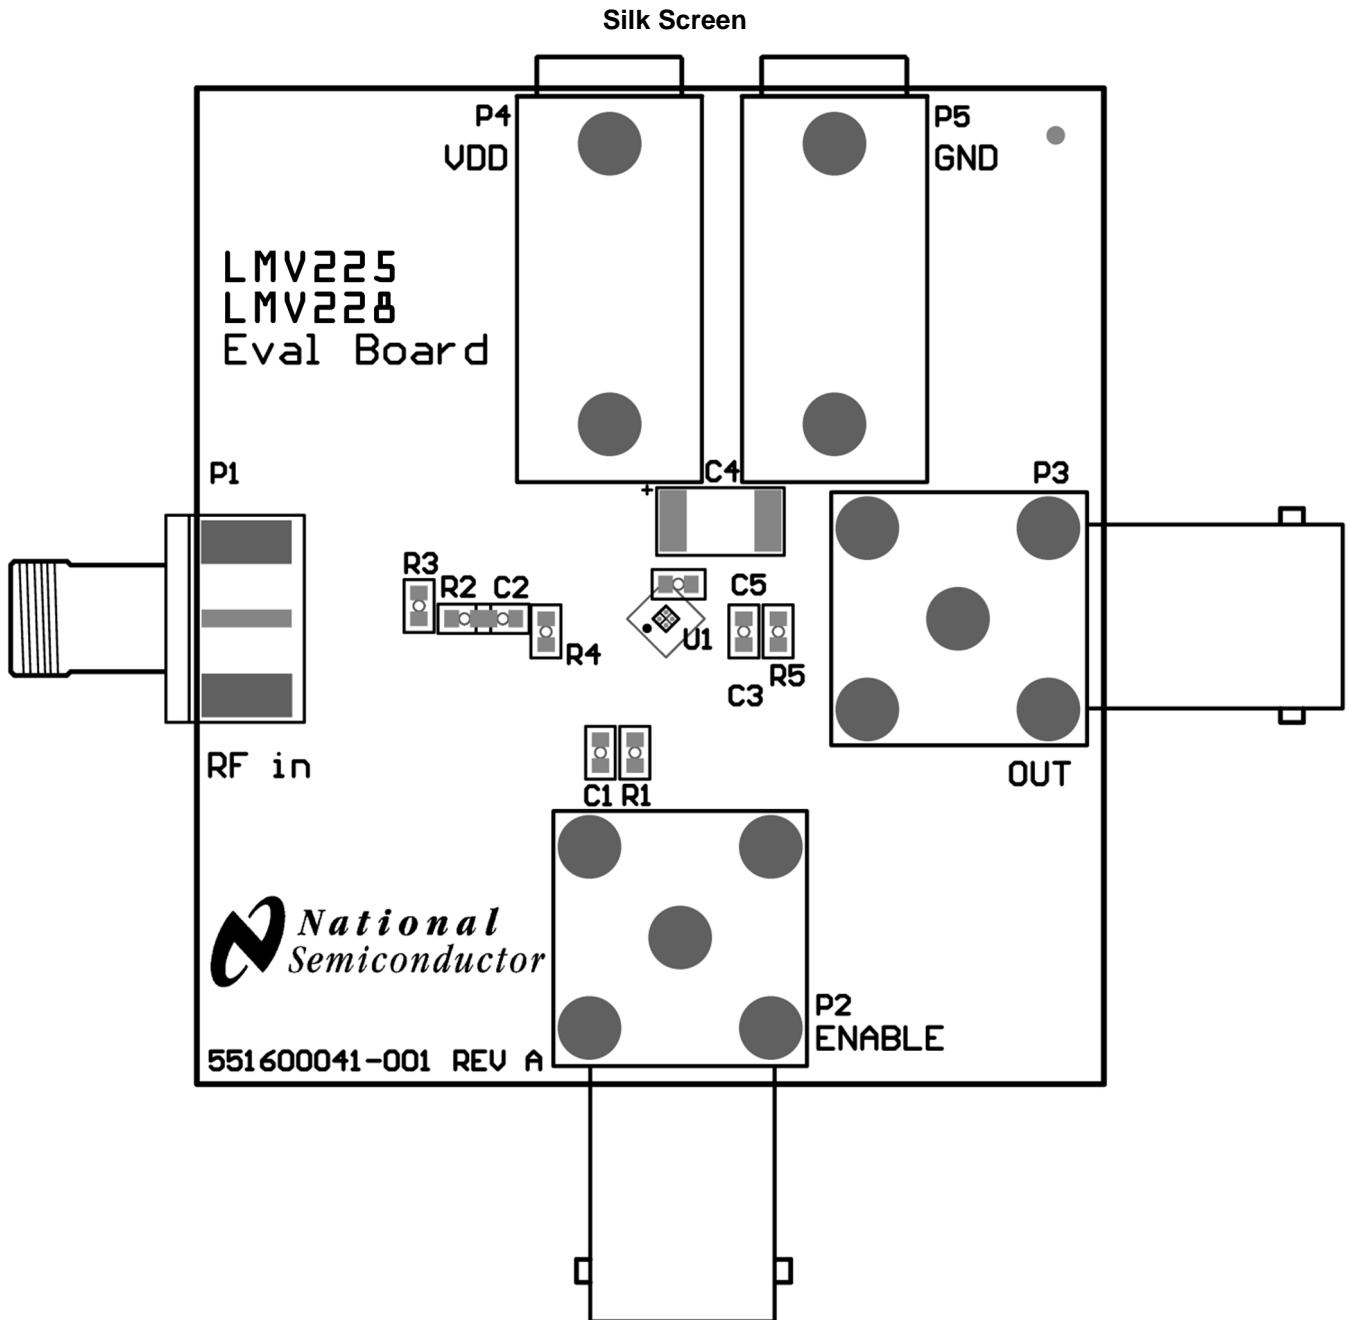 Silk Screen
P4
VDD
P5
GND
LMV225
LMV228
Eval Board
P1
C4
+
P3
R3
R2
C2
C5
U1
R4
R5
C3
RF in
OUT
C1
R1
National
Semiconductor
P2
ENABLE
551600041-001 REV A